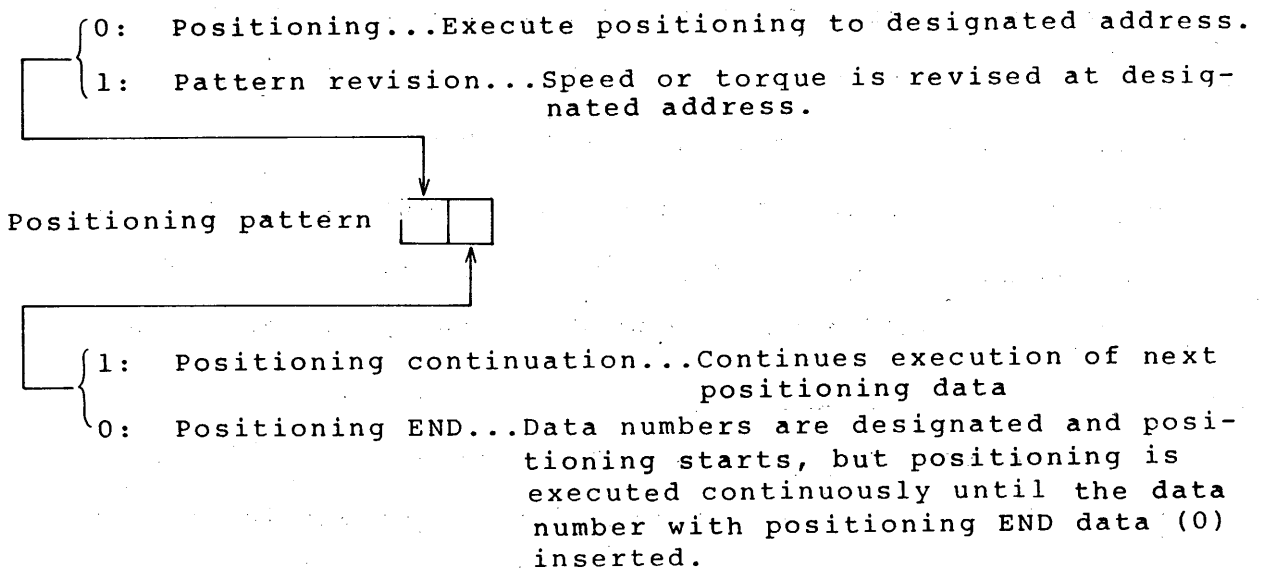 0: Positioning...Execute positioning to designated address.
1: Pattern revision...Speed or torque is revised at desig-
nated address.
Positioning pattern
1: Positioning continuation...Continues execution of next
positioning data
0: Positioning END...Data numbers are designated and posi-
tioning starts, but positioning is
executed continuously until the data
number with positioning END data (0)
inserted.